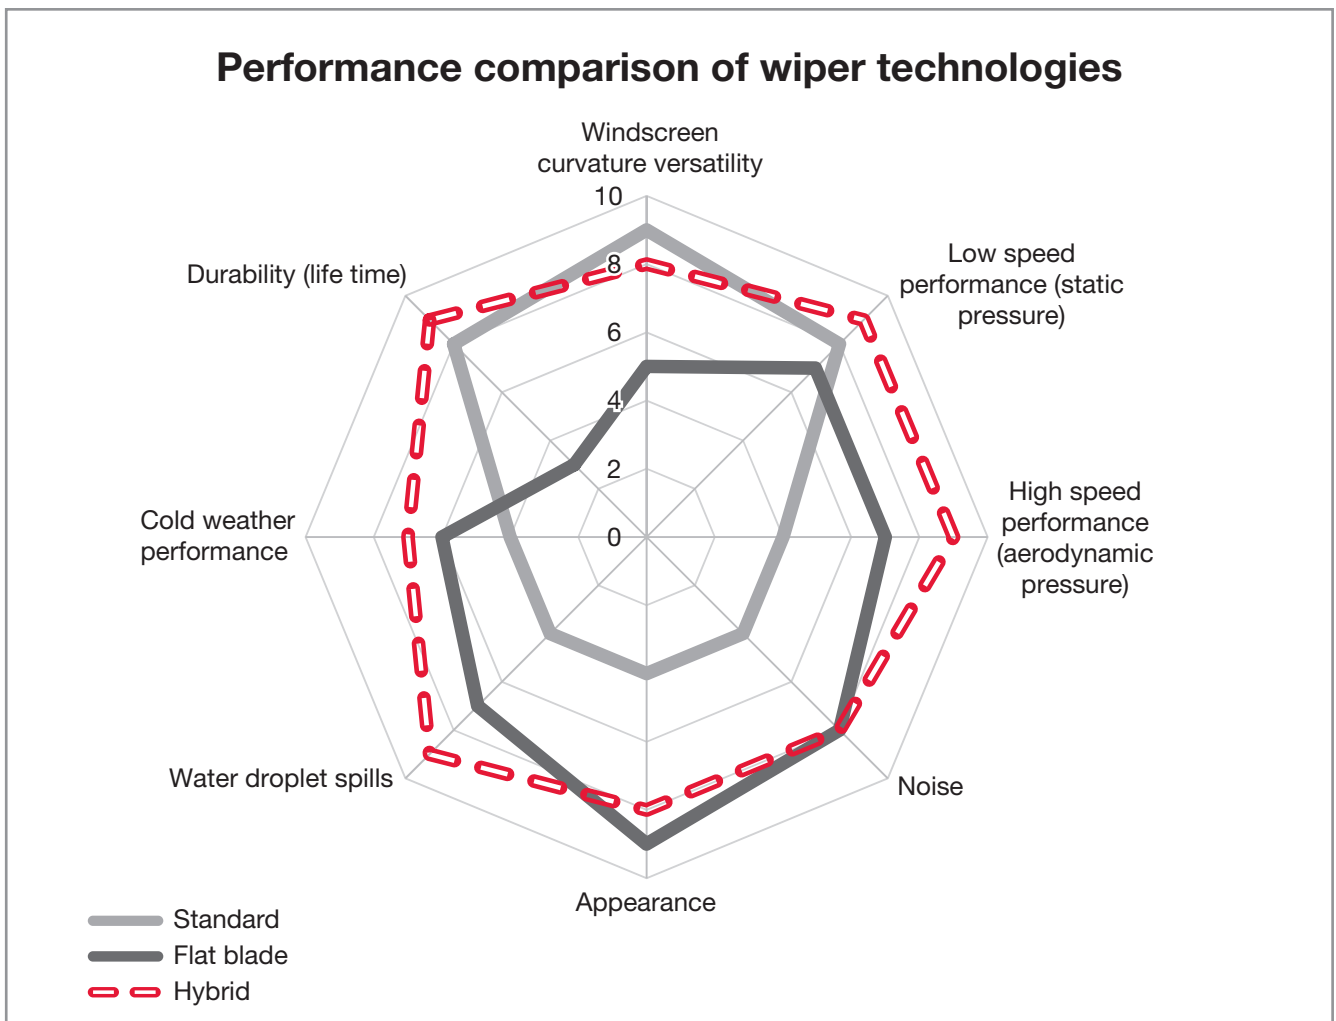 Performance comparison of wiper technologies
Windscreen
curvature versatility
10
8
6
4
2
0
Low speed
performance (static
pressure)
High speed
performance
(aerodynamic
pressure)
Noise
Appearance
Water droplet spills
Cold weather
performance
Durability (life time)
Standard
Flat blade
Hybrid